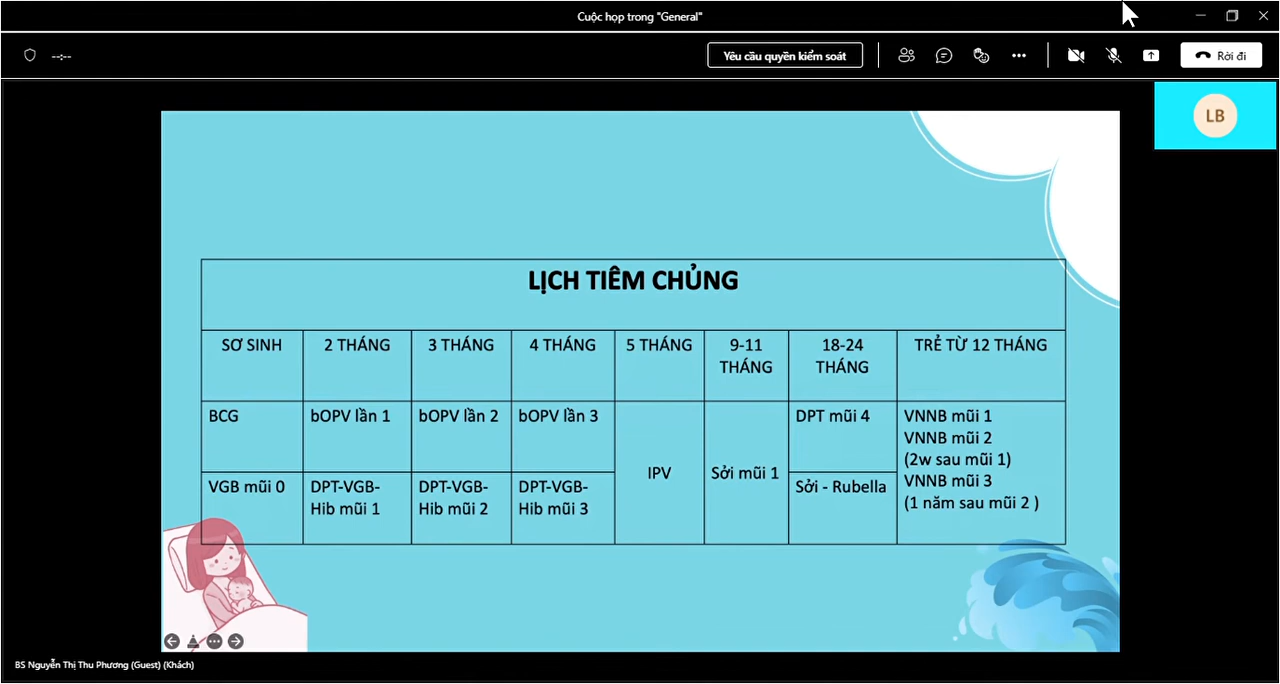 Cuộc họp trong "General"
--:--
Yêu cầu quyền kiểm soát
Rời đi
LB
LỊCH TIÊM CHỦNG
SƠ SINH
2 THÁNG
3 THÁNG
4 THÁNG
5 THÁNG
9-11
THÁNG
18-24
THÁNG
TRẺ TỪ 12 THÁNG
BCG
bOPV lần 1
bOPV lần 2
bOPV lần 3
IPV
Sởi mũi 1
DPT mũi 4
VNNB mũi 1
VNNB mũi 2
(2w sau mũi 1)
VNNB mũi 3
(1 năm sau mũi 2 )
VGB mũi 0
DPT-VGB-
Hib mũi 1
DPT-VGB-
Hib mũi 2
DPT-VGB-
Hib mũi 3
Sởi - Rubella
BS Nguyễn Thị Thu Phương (Guest) (Khách)